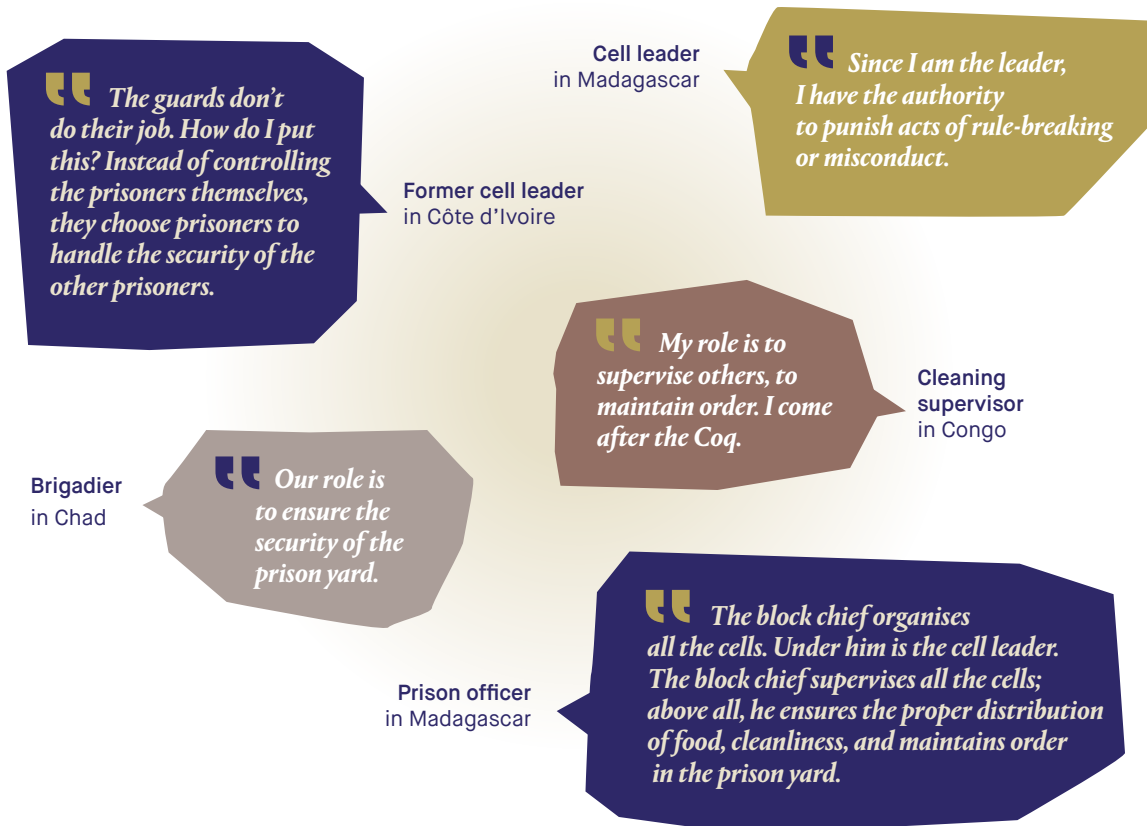 The guards don't
do their job. How do I put
this? Instead of controlling
the prisoners themselves,
they choose prisoners to
handle the security of the
other prisoners.
Former cell leader
in Côte d'Ivoire
Cell leader
in Madagascar
Since I am the leader,
I have the authority
to punish acts of rule-breaking
or misconduct.
My role is to
supervise others, to
maintain order. I come
after the Coq.
Cleaning
supervisor
in Congo
Brigadier
in Chad
Our role is
to ensure the
security of the
prison yard.
Prison officer
in Madagascar
The block chief organises
all the cells. Under him is the cell leader.
The block chief supervises all the cells;
above all, he ensures the proper distribution
of food, cleanliness, and maintains order
in the prison yard.